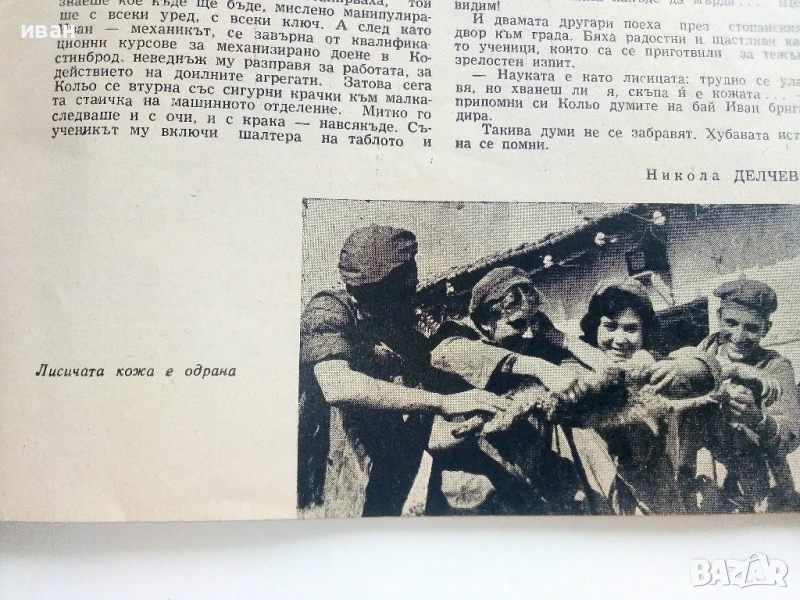 иван
знаеше кое къде ще бъде, мислено манипулира-
ше с всеки уред, с всеки ключ. А след като
Иван — механикът, се завърна от квалифика-
ционни курсове за механизирано доене в Ко-
стинброд, неведнъж му разправя за работата, за
действието на доилните агрегати. Затова сега
Кольо се втурна със сигурни крачки към малка-
та стаичка на машинното отделение. Митко го
следваше и с очи, и с крака — навсякъде. Съ-
ученикът му включи шалтера на таблото и
видим!
И двамата другари поеха през стопанския
двор към града. Бяха радостни и щастливи ка-
то ученици, които са се приготвили за тежък
зрелостен изпит.
— Науката е като лисицата: трудно се ула-
вя, но хванеш ли я, скъпа ѝ е кожата...
припомни си Кольо думите на бай Иван брига-
дира.
Такива думи не се забравят. Хубавата ист
на се помни.
Никола ДЕЛЧЕВ
Лисичата кожа е одрана
BAZAR